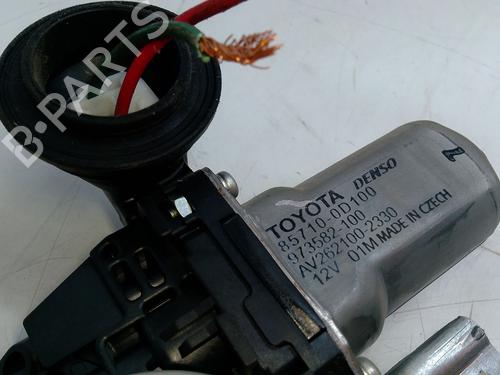 B-PARTS
TOYOTA DENSO
85710-0D100
973582-100
AV262100-2330
12V 01M MADE IN CZECH
Z